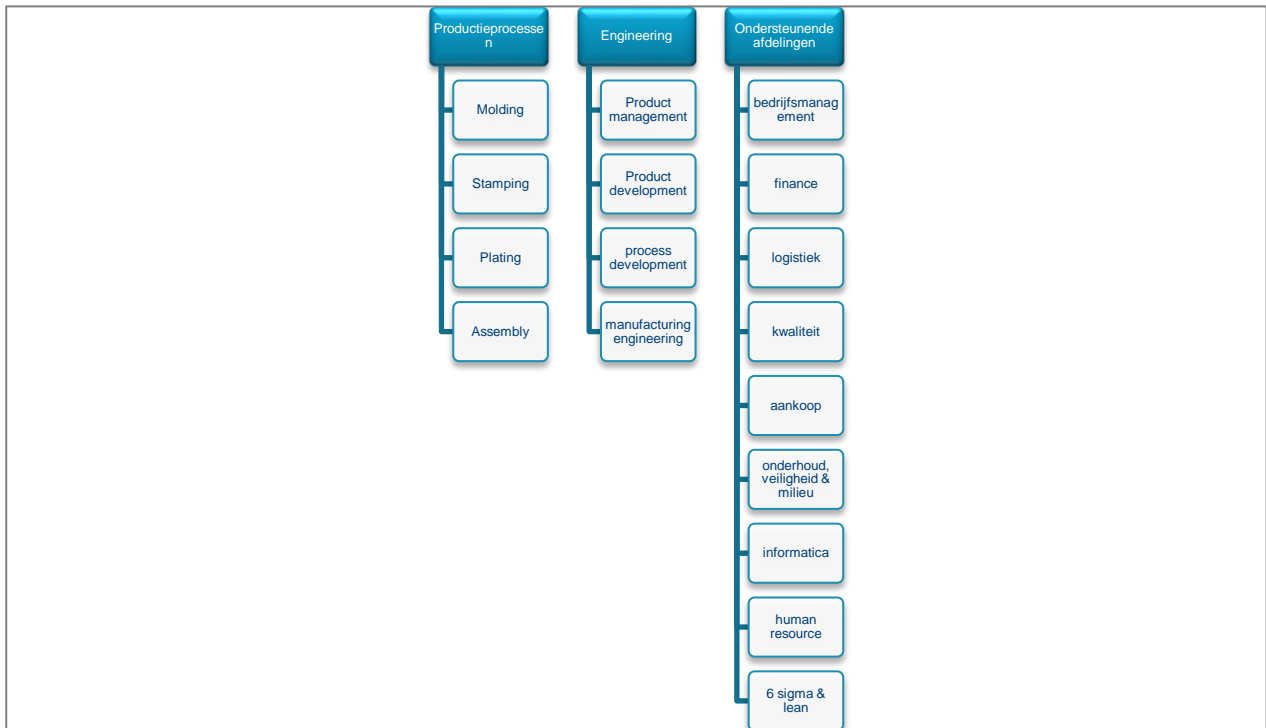 Productieprocesse
n
Molding
Stamping
Plating
Assembly
Engineering
Product
management
Product
development
process
development
manufacturing
engineering
Ondersteunende
afdelingen
bedrijfsmanag
ement
finance
logistiek
kwaliteit
aankoop
onderhoud,
veiligheid &
milieu
informatica
human
resource
6 sigma &
lean